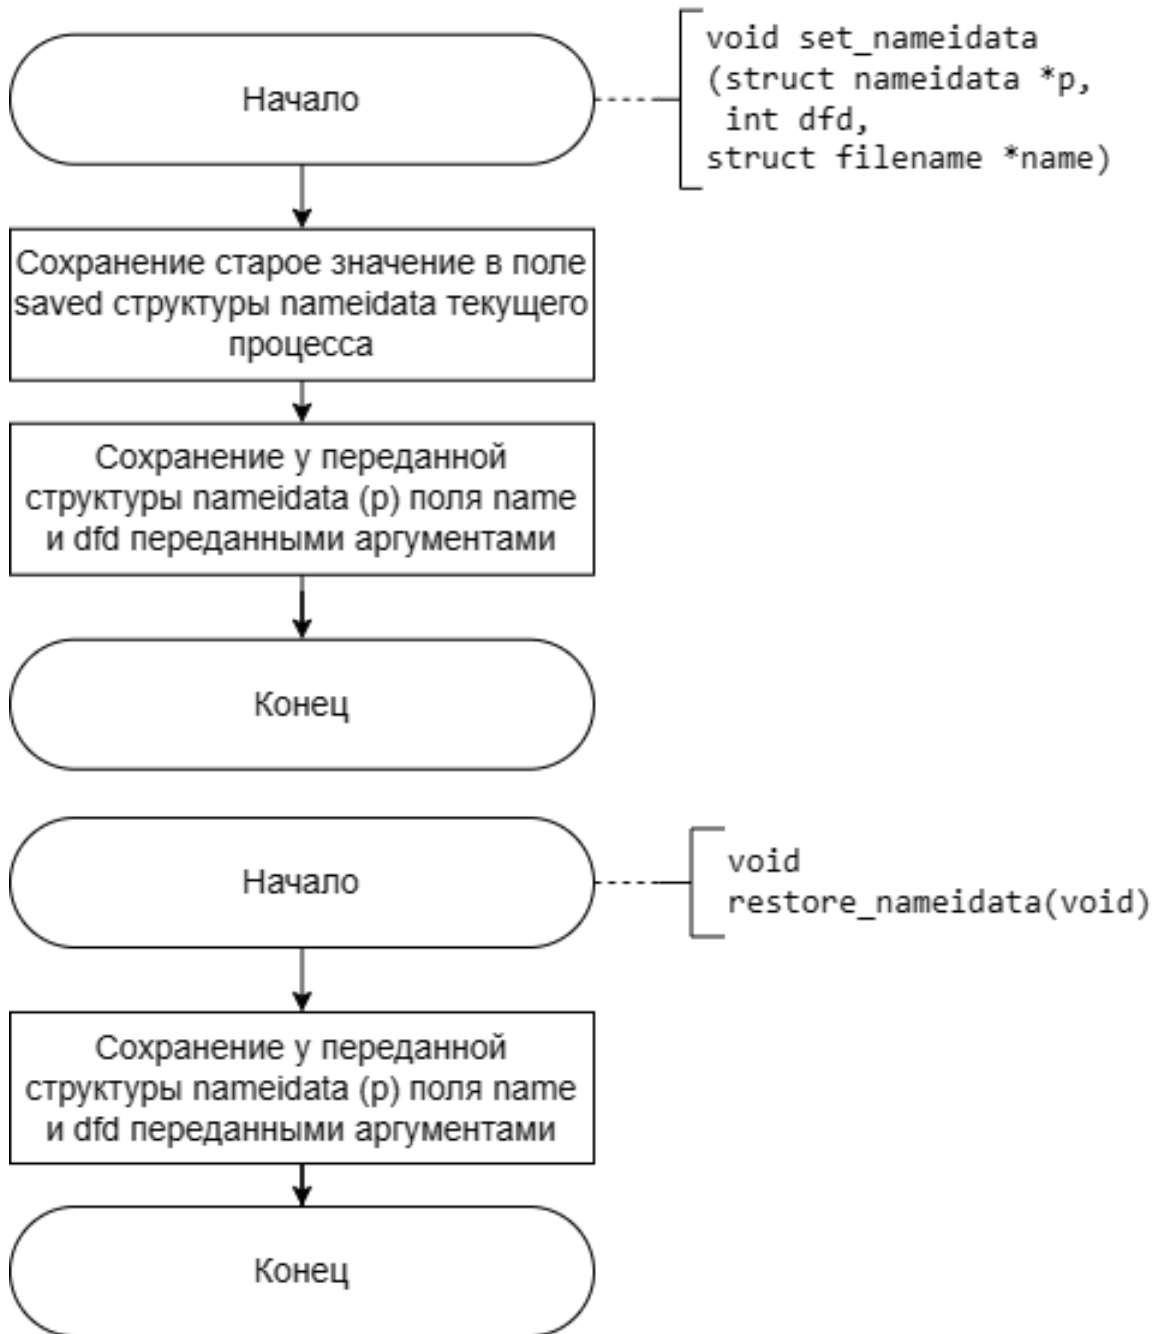 Начало
void set_nameidata
(struct nameidata *p,
int dfd,
struct filename *name)
Сохранение старое значение в поле
saved структуры nameidata текущего
процесса
Сохранение у переданной
структуры nameidata (p) поля name
и dfd переданными аргументами
Конец
Начало
void
restore_nameidata(void)
Сохранение у переданной
структуры nameidata (p) поля name
и dfd переданными аргументами
Конец